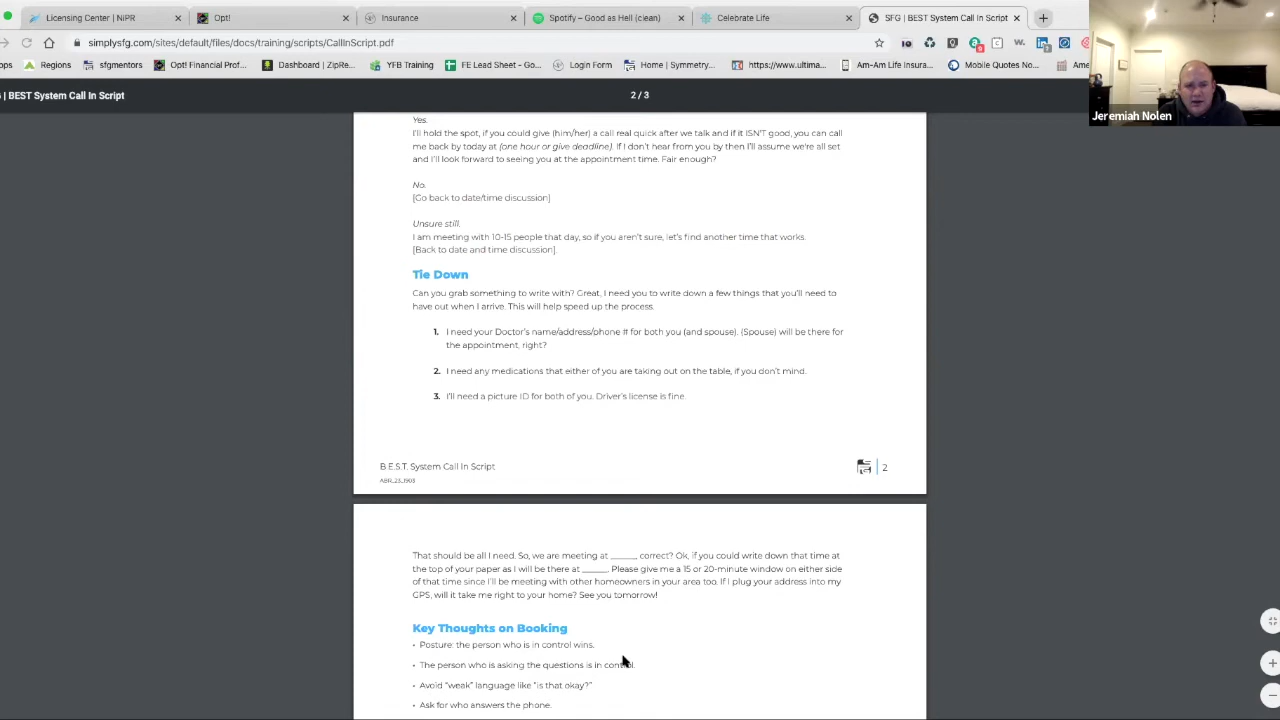 Licensing Center | NIPR
Opt!
Insurance
Spotify – Good as Hell (clean)
Celebrate Life
SFG | BEST System Call In Script
simplysfg.com/sites/default/files/docs/training/scripts/CallInScript.pdf
Regions
sfgmentors
Opt! Financial Prof...
Dashboard | ZipRe...
YFB Training
FE Lead Sheet - Go...
Login Form
Home | Symmetry...
https://www.ultima...
Am-Am Life Insura...
Mobile Quotes No...
| BEST System Call In Script
2 / 3
Jeremiah Nolen
Yes.
I'll hold the spot, if you could give (him/her) a call real quick after we talk and if it ISN'T good, you can call
me back by today at (one hour or give deadline). If I don't hear from you by then I'll assume we're all set
and I'll look forward to seeing you at the appointment time. Fair enough?
No.
[Go back to date/time discussion]
Unsure still.
I am meeting with 10-15 people that day, so if you aren't sure, let's find another time that works.
[Back to date and time discussion].
Tie Down
Can you grab something to write with? Great, I need you to write down a few things that you'll need to
have out when I arrive. This will help speed up the process.
1. I need your Doctor's name/address/phone # for both you (and spouse). (Spouse) will be there for
the appointment, right?
2. I need any medications that either of you are taking out on the table, if you don't mind.
3. I'll need a picture ID for both of you. Driver's license is fine.
B.E.S.T. System Call In Script
2
That should be all I need. So, we are meeting at ______ correct? Ok, if you could write down that time at
the top of your paper as I will be there at ______. Please give me a 15 or 20-minute window on either side
of that time since I'll be meeting with other homeowners in your area too. If I plug your address into my
GPS, will it take me right to your home? See you tomorrow!
Key Thoughts on Booking
• Posture: the person who is in control wins.
• The person who is asking the questions is in control.
• Avoid "weak" language like "is that okay?"
• Ask for who answers the phone.